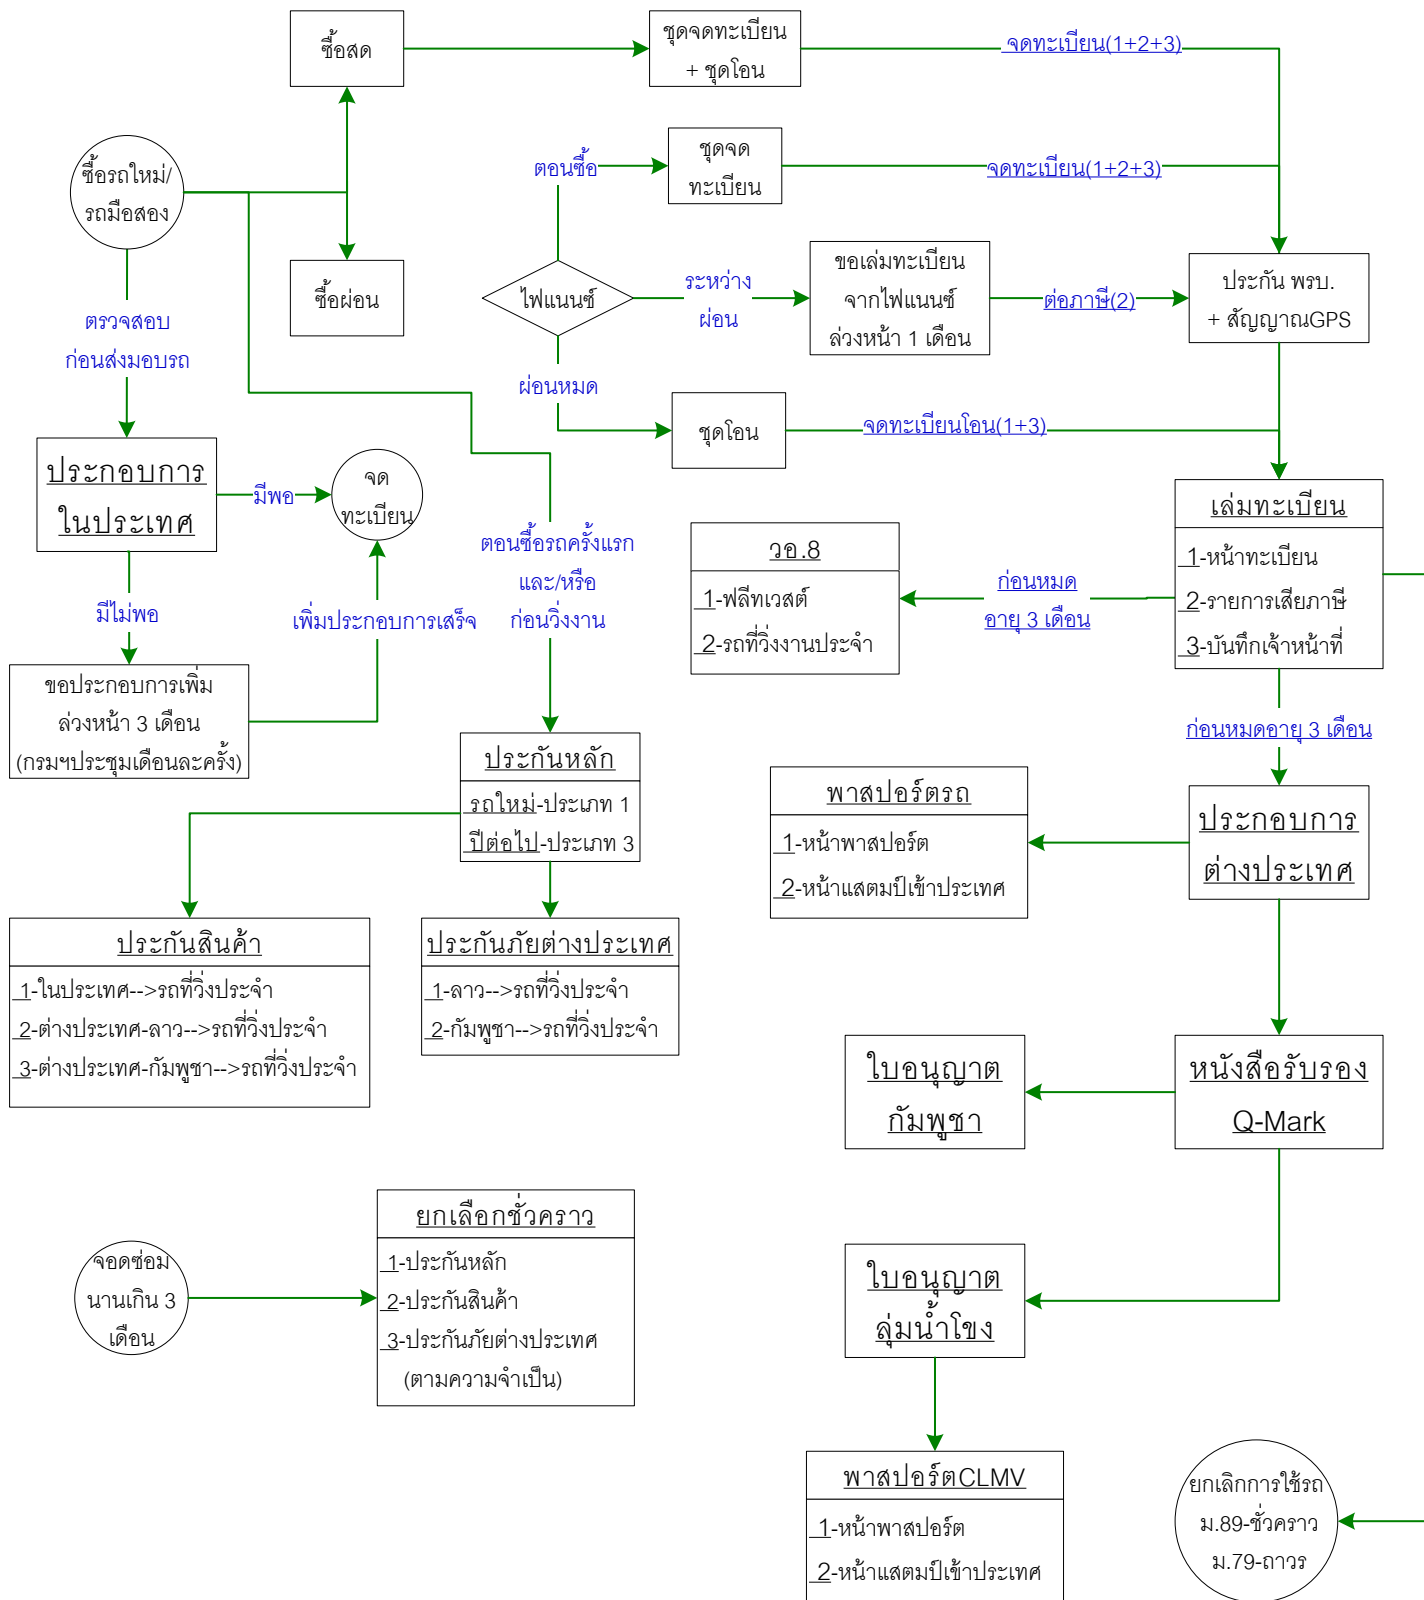 ซื้อสด
ชุดจดทะเบียน
+ ชุดโอน
จดทะเบียน(1+2+3)
ซื้อรถใหม่/
รถมือสอง
ตอนซื้อ
ชุดจด
ทะเบียน
จดทะเบียน(1+2+3)
ซื้อผ่อน
ไฟแนนซ์
ระหว่าง
ผ่อน
ขอเล่มทะเบียน
จากไฟแนนซ์
ล่วงหน้า 1 เดือน
ต่อภาษี(2)
ประกัน พรบ.
+ สัญญาณGPS
ตรวจสอบ
ก่อนส่งมอบรถ
ผ่อนหมด
ชุดโอน
จดทะเบียนโอน(1+3)
ประกอบการ
ในประเทศ
มีพอ
จด
ทะเบียน
ตอนซื้อรถครั้งแรก
และ/หรือ
ก่อนวิ่งงาน
วอ.8
1-ฟลีทเวสต์
2-รถที่วิ่งงานประจำ
ก่อนหมด
อายุ 3 เดือน
เล่มทะเบียน
1-หน้าทะเบียน
2-รายการเสียภาษี
3-บันทึกเจ้าหน้าที่
มีไม่พอ
เพิ่มประกอบการเสร็จ
ขอประกอบการเพิ่ม
ล่วงหน้า 3 เดือน
(กรมฯประชุมเดือนละครั้ง)
ก่อนหมดอายุ 3 เดือน
ประกันหลัก
รถใหม่-ประเภท 1
ปีต่อไป-ประเภท 3
พาสปอร์ตรถ
1-หน้าพาสปอร์ต
2-หน้าแสตมป์เข้าประเทศ
ประกอบการ
ต่างประเทศ
ประกันสินค้า
1-ในประเทศ-->รถที่วิ่งประจำ
2-ต่างประเทศ-ลาว-->รถที่วิ่งประจำ
3-ต่างประเทศ-กัมพูชา-->รถที่วิ่งประจำ
ประกันภัยต่างประเทศ
1-ลาว-->รถที่วิ่งประจำ
2-กัมพูชา-->รถที่วิ่งประจำ
ใบอนุญาต
กัมพูชา
หนังสือรับรอง
Q-Mark
จอดซ่อม
นานเกิน 3
เดือน
ยกเลือกชั่วคราว
1-ประกันหลัก
2-ประกันสินค้า
3-ประกันภัยต่างประเทศ
(ตามความจำเป็น)
ใบอนุญาต
ลุ่มน้ำโขง
พาสปอร์ตCLMV
1-หน้าพาสปอร์ต
2-หน้าแสตมป์เข้าประเทศ
ยกเลิกการใช้รถ
ม.89-ชั่วคราว
ม.79-ถาวร